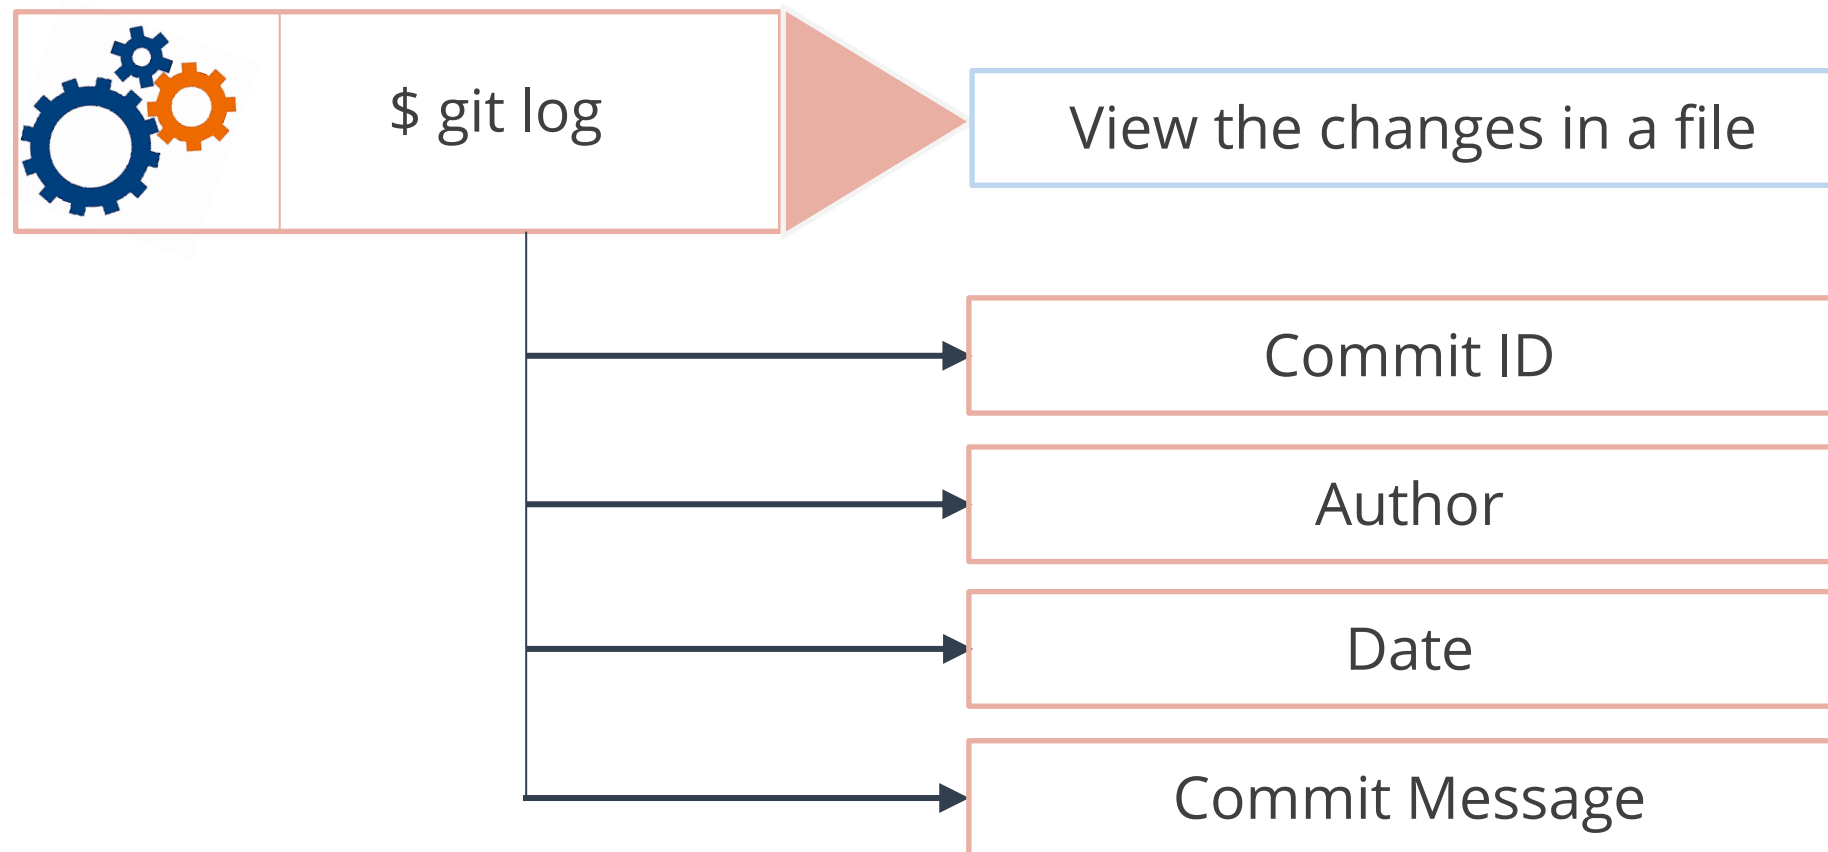 $ git log
View the changes in a file
Commit ID
Author
Date
Commit Message